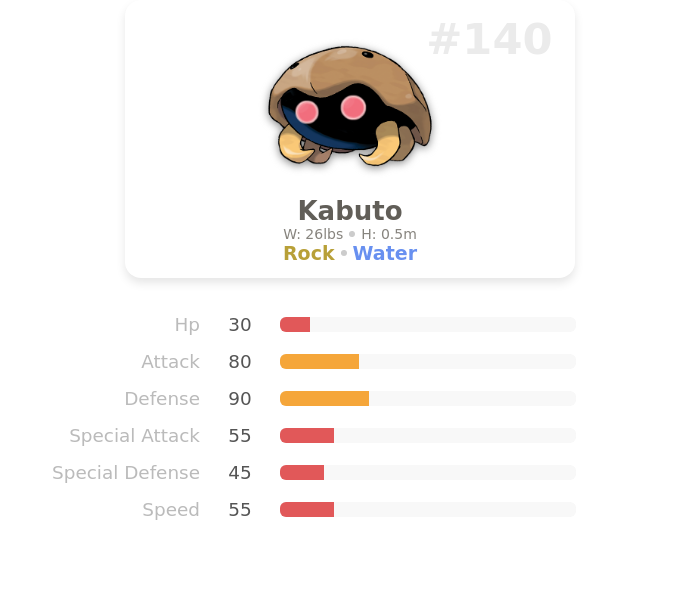 #140
Kabuto
W: 26lbs • H: 0.5m
Rock • Water
Hp 30
Attack 80
Defense 90
Special Attack 55
Special Defense 45
Speed 55